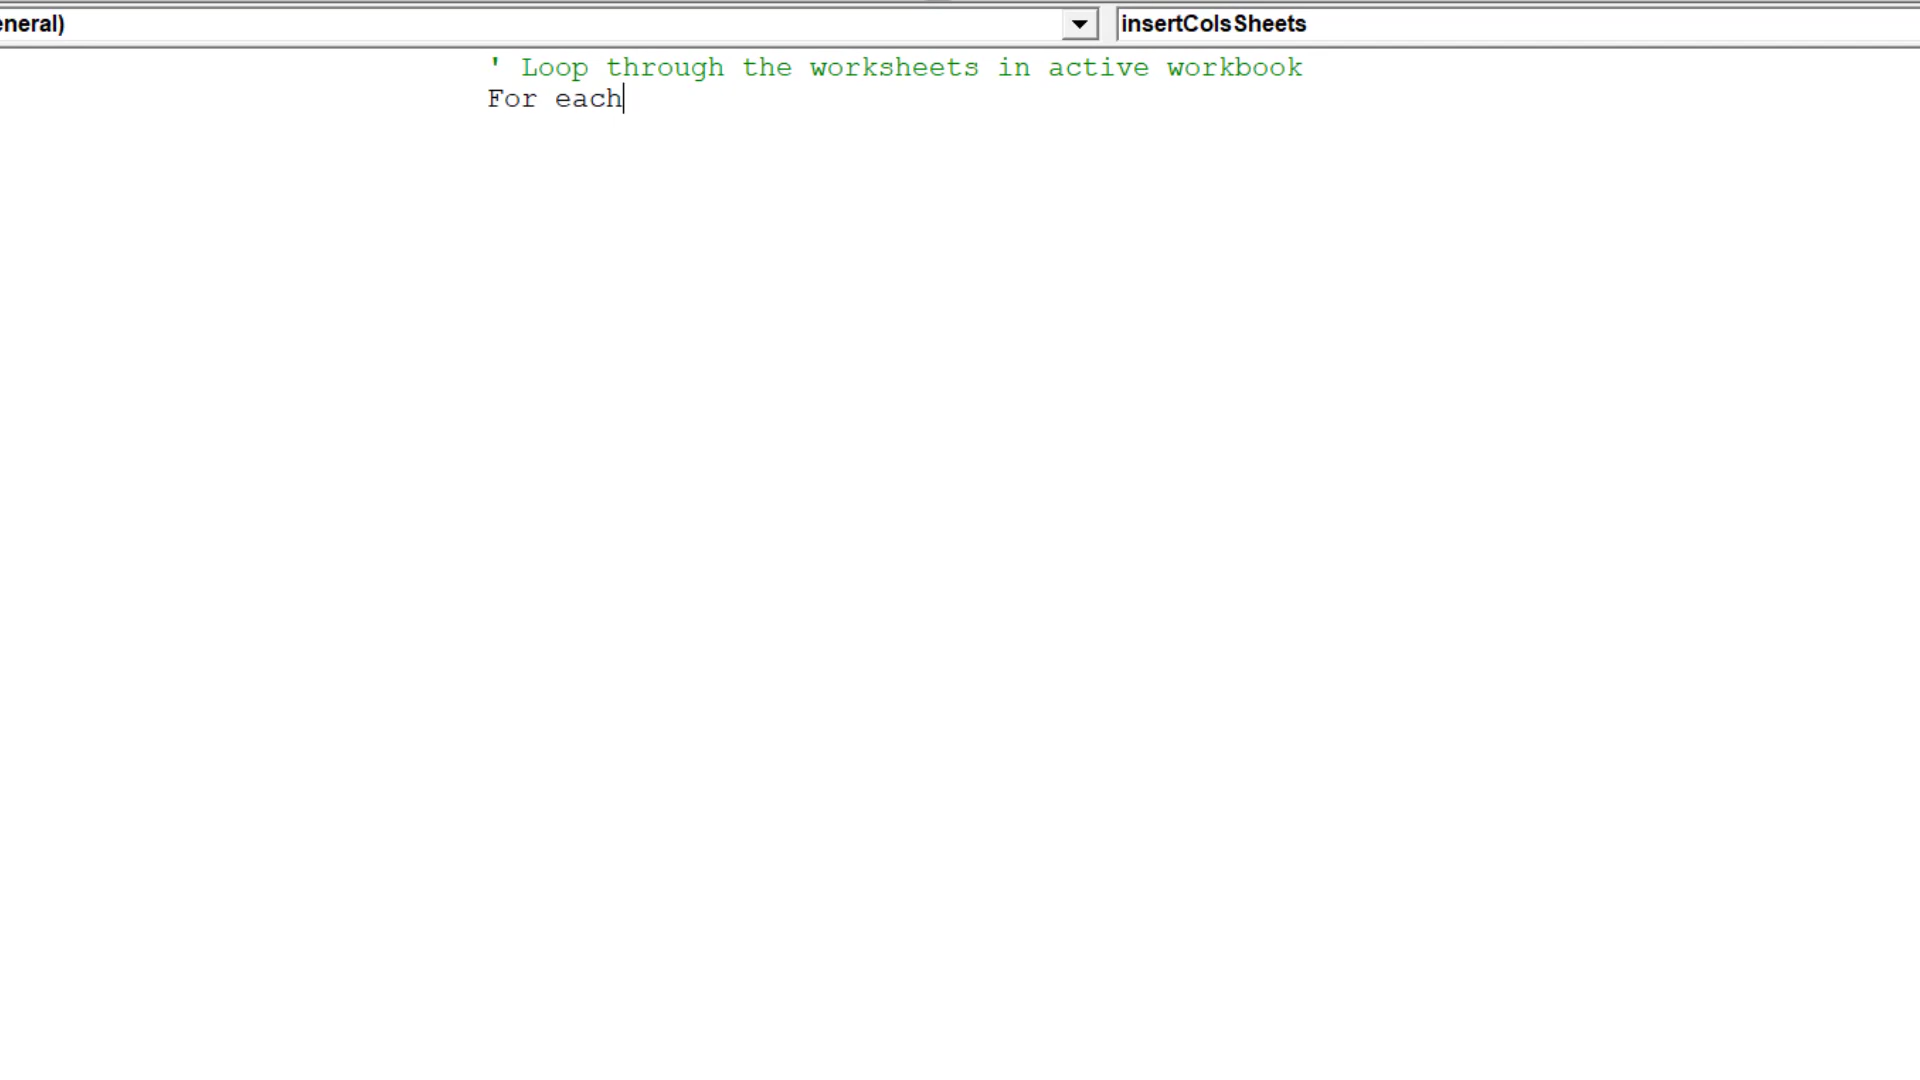 eneral)
insertColsSheets
' Loop through the worksheets in active workbook
For each